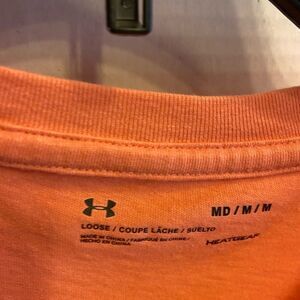 MD / M / M
LOOSE / COUPE LÂCHE / SUELTO
MADE IN CHINA / FABRIQUÉ EN CHINE /
HECHO EN CHINA
HEATGEAR